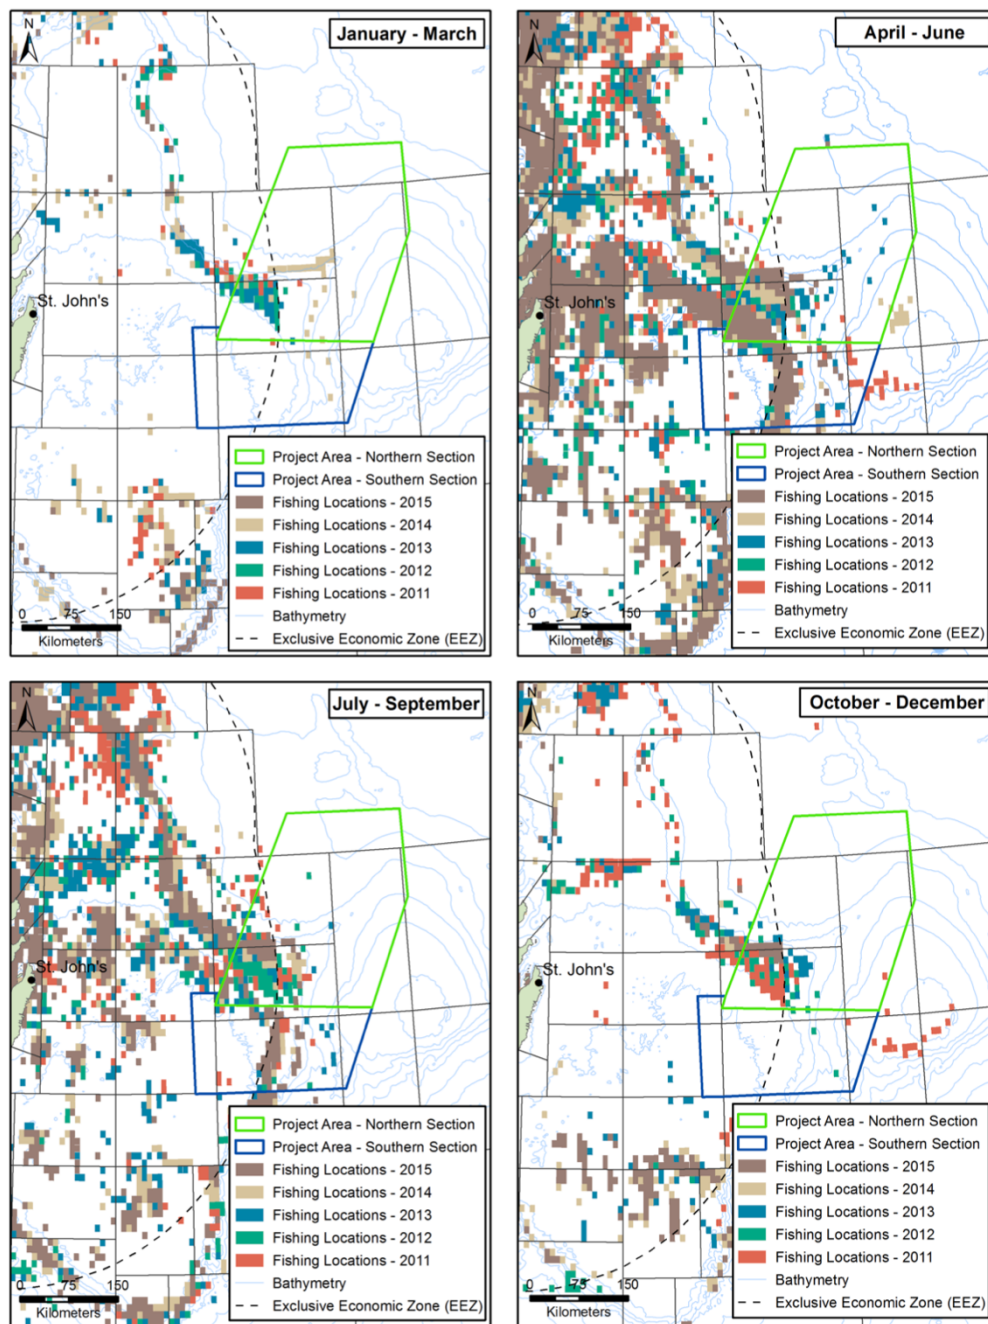 N
January - March
St. John's
Project Area - Northern Section
Project Area - Southern Section
Fishing Locations - 2015
Fishing Locations - 2014
Fishing Locations - 2013
Fishing Locations - 2012
Fishing Locations - 2011
Bathymetry
Exclusive Economic Zone (EEZ)
0 75 150
Kilometers
N
April - June
St. John's
Project Area - Northern Section
Project Area - Southern Section
Fishing Locations - 2015
Fishing Locations - 2014
Fishing Locations - 2013
Fishing Locations - 2012
Fishing Locations - 2011
Bathymetry
Exclusive Economic Zone (EEZ)
0 75 150
Kilometers
N
July - September
St. John's
Project Area - Northern Section
Project Area - Southern Section
Fishing Locations - 2015
Fishing Locations - 2014
Fishing Locations - 2013
Fishing Locations - 2012
Fishing Locations - 2011
Bathymetry
Exclusive Economic Zone (EEZ)
0 75 150
Kilometers
N
October - December
St. John's
Project Area - Northern Section
Project Area - Southern Section
Fishing Locations - 2015
Fishing Locations - 2014
Fishing Locations - 2013
Fishing Locations - 2012
Fishing Locations - 2011
Bathymetry
Exclusive Economic Zone (EEZ)
0 75 150
Kilometers